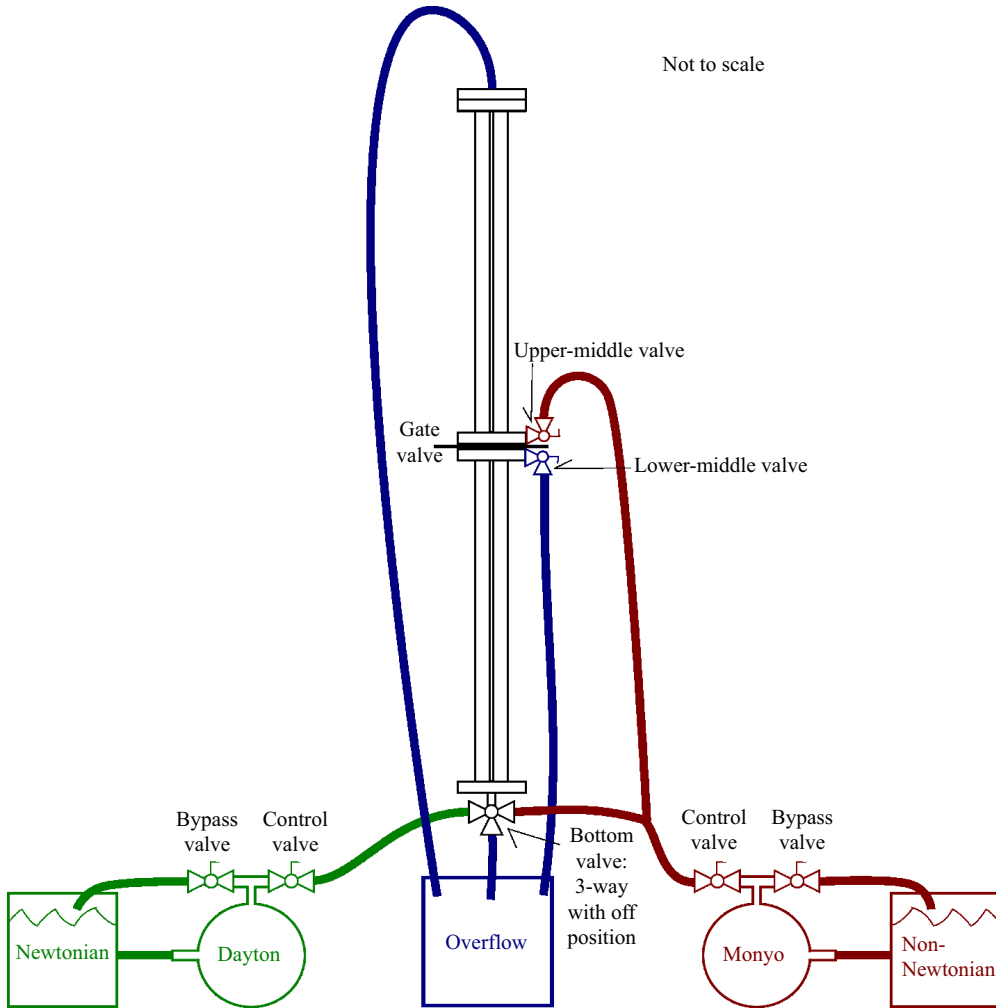 Not to scale
Upper-middle valve
Gate
valve
Lower-middle valve
Bypass
valve
Control
valve
Bottom
valve:
3-way
with off
position
Control
valve
Bypass
valve
Newtonian
Dayton
Overflow
Monyo
Non-
Newtonian